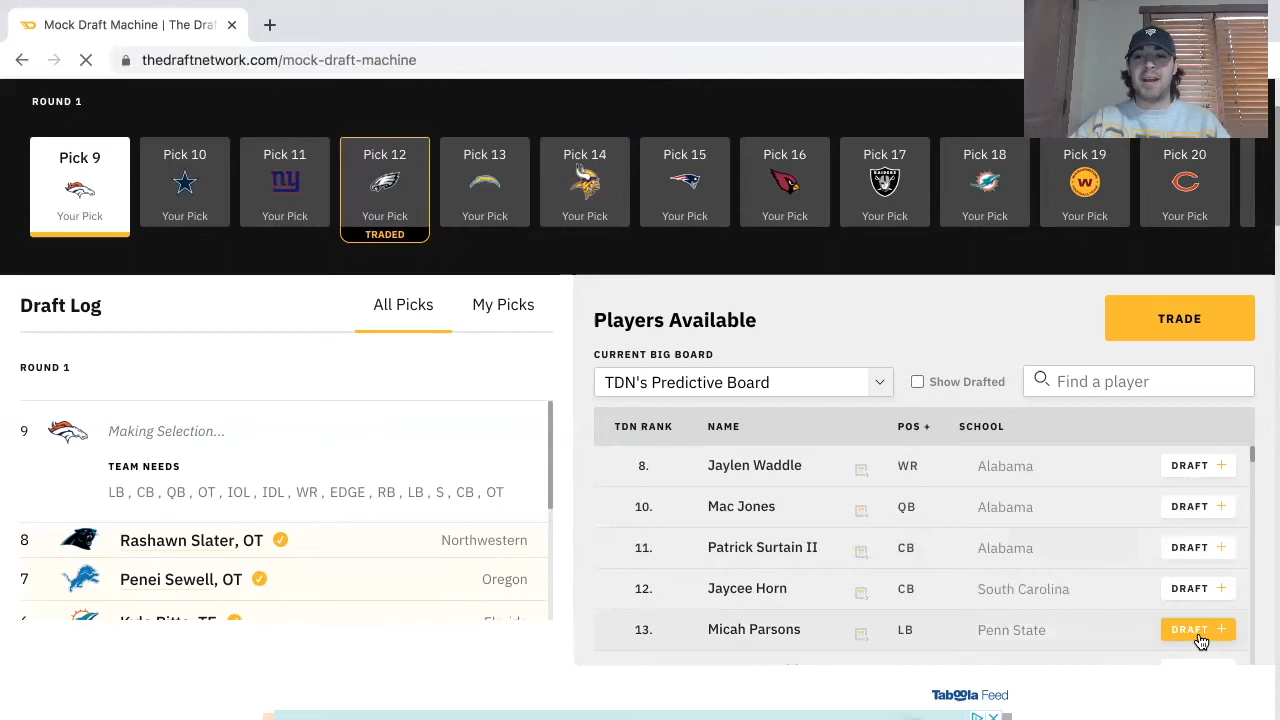 Mock Draft Machine | The Dra
thedraftnetwork.com/mock-draft-machine
ROUND 1
Pick 9
Your Pick
Pick 10
Your Pick
Pick 11
ny
Your Pick
Pick 12
Your Pick
TRADED
Pick 13
Your Pick
Pick 14
Your Pick
Pick 15
Your Pick
Pick 16
Your Pick
Pick 17
RAIDERS
Your Pick
Pick 18
Your Pick
Pick 19
W
Your Pick
Pick 20
C
Your Pick
Draft Log
All Picks
My Picks
ROUND 1
9 Making Selection...
TEAM NEEDS
LB , CB , QB , OT , IOL , IDL , WR , EDGE , RB , LB , S , CB , OT
8 Rashawn Slater, OT Northwestern
7 Penei Sewell, OT Oregon
Players Available
TRADE
CURRENT BIG BOARD
TDN's Predictive Board
Show Drafted
Find a player
TDN RANK NAME POS + SCHOOL
8. Jaylen Waddle WR Alabama DRAFT +
10. Mac Jones QB Alabama DRAFT +
11. Patrick Surtain II CB Alabama DRAFT +
12. Jaycee Horn CB South Carolina DRAFT +
13. Micah Parsons LB Penn State DRAFT +
Taboola Feed